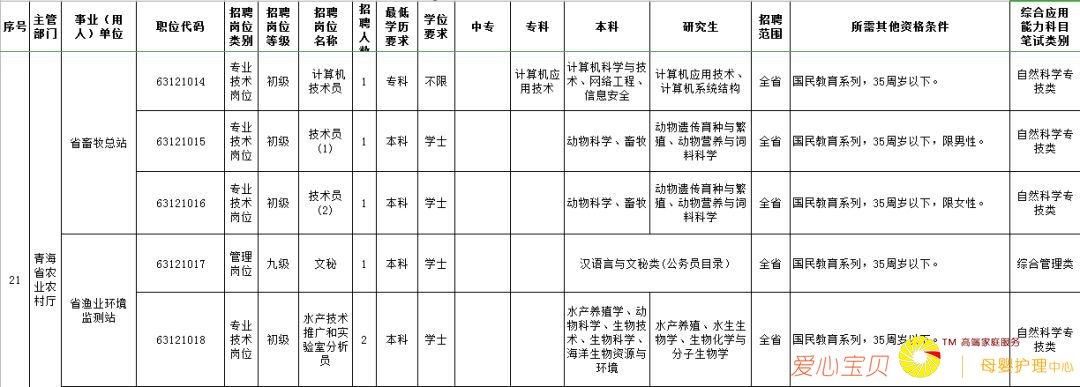 序号 主管部门 事业（用人）单位 职位代码 招聘岗位类别 招聘岗位等级 招聘岗位名称 招聘人数 最低学历要求 学位要求 中专 专科 本科 研究生 招聘范围 所需其他资格条件 综合应用能力科目笔试类别
21 青海省农业农村厅
省畜牧总站
63121014 专业技术岗位 初级 计算机技术员 1 专科 不限 计算机应用技术 计算机科学与技术、网络工程、信息安全 计算机应用技术、计算机系统结构 全省 国民教育系列，35周岁以下。 自然科学专技类
63121015 专业技术岗位 初级 技术员（1） 1 本科 学士 动物科学、畜牧 动物遗传育种与繁殖、动物营养与饲料科学 全省 国民教育系列，35周岁以下，限男性。 自然科学专技类
63121016 专业技术岗位 初级 技术员（2） 1 本科 学士 动物科学、畜牧 动物遗传育种与繁殖、动物营养与饲料科学 全省 国民教育系列，35周岁以下，限女性。 自然科学专技类
省渔业环境监测站
63121017 管理岗位 九级 文秘 1 本科 学士 汉语言与文秘类(公务员目录） 全省 国民教育系列，35周岁以下。 综合管理类
63121018 专业技术岗位 初级 水产技术推广和实验室分析员 2 本科 学士 水产养殖学、动物科学、生物技术、生物科学、海洋生物资源与环境 水产养殖、水生生物学、生物化学与分子生物学 全省 国民教育系列，35周岁以下。 自然科学专技类
爱心宝贝 TM 高端家庭服务
母婴护理中心